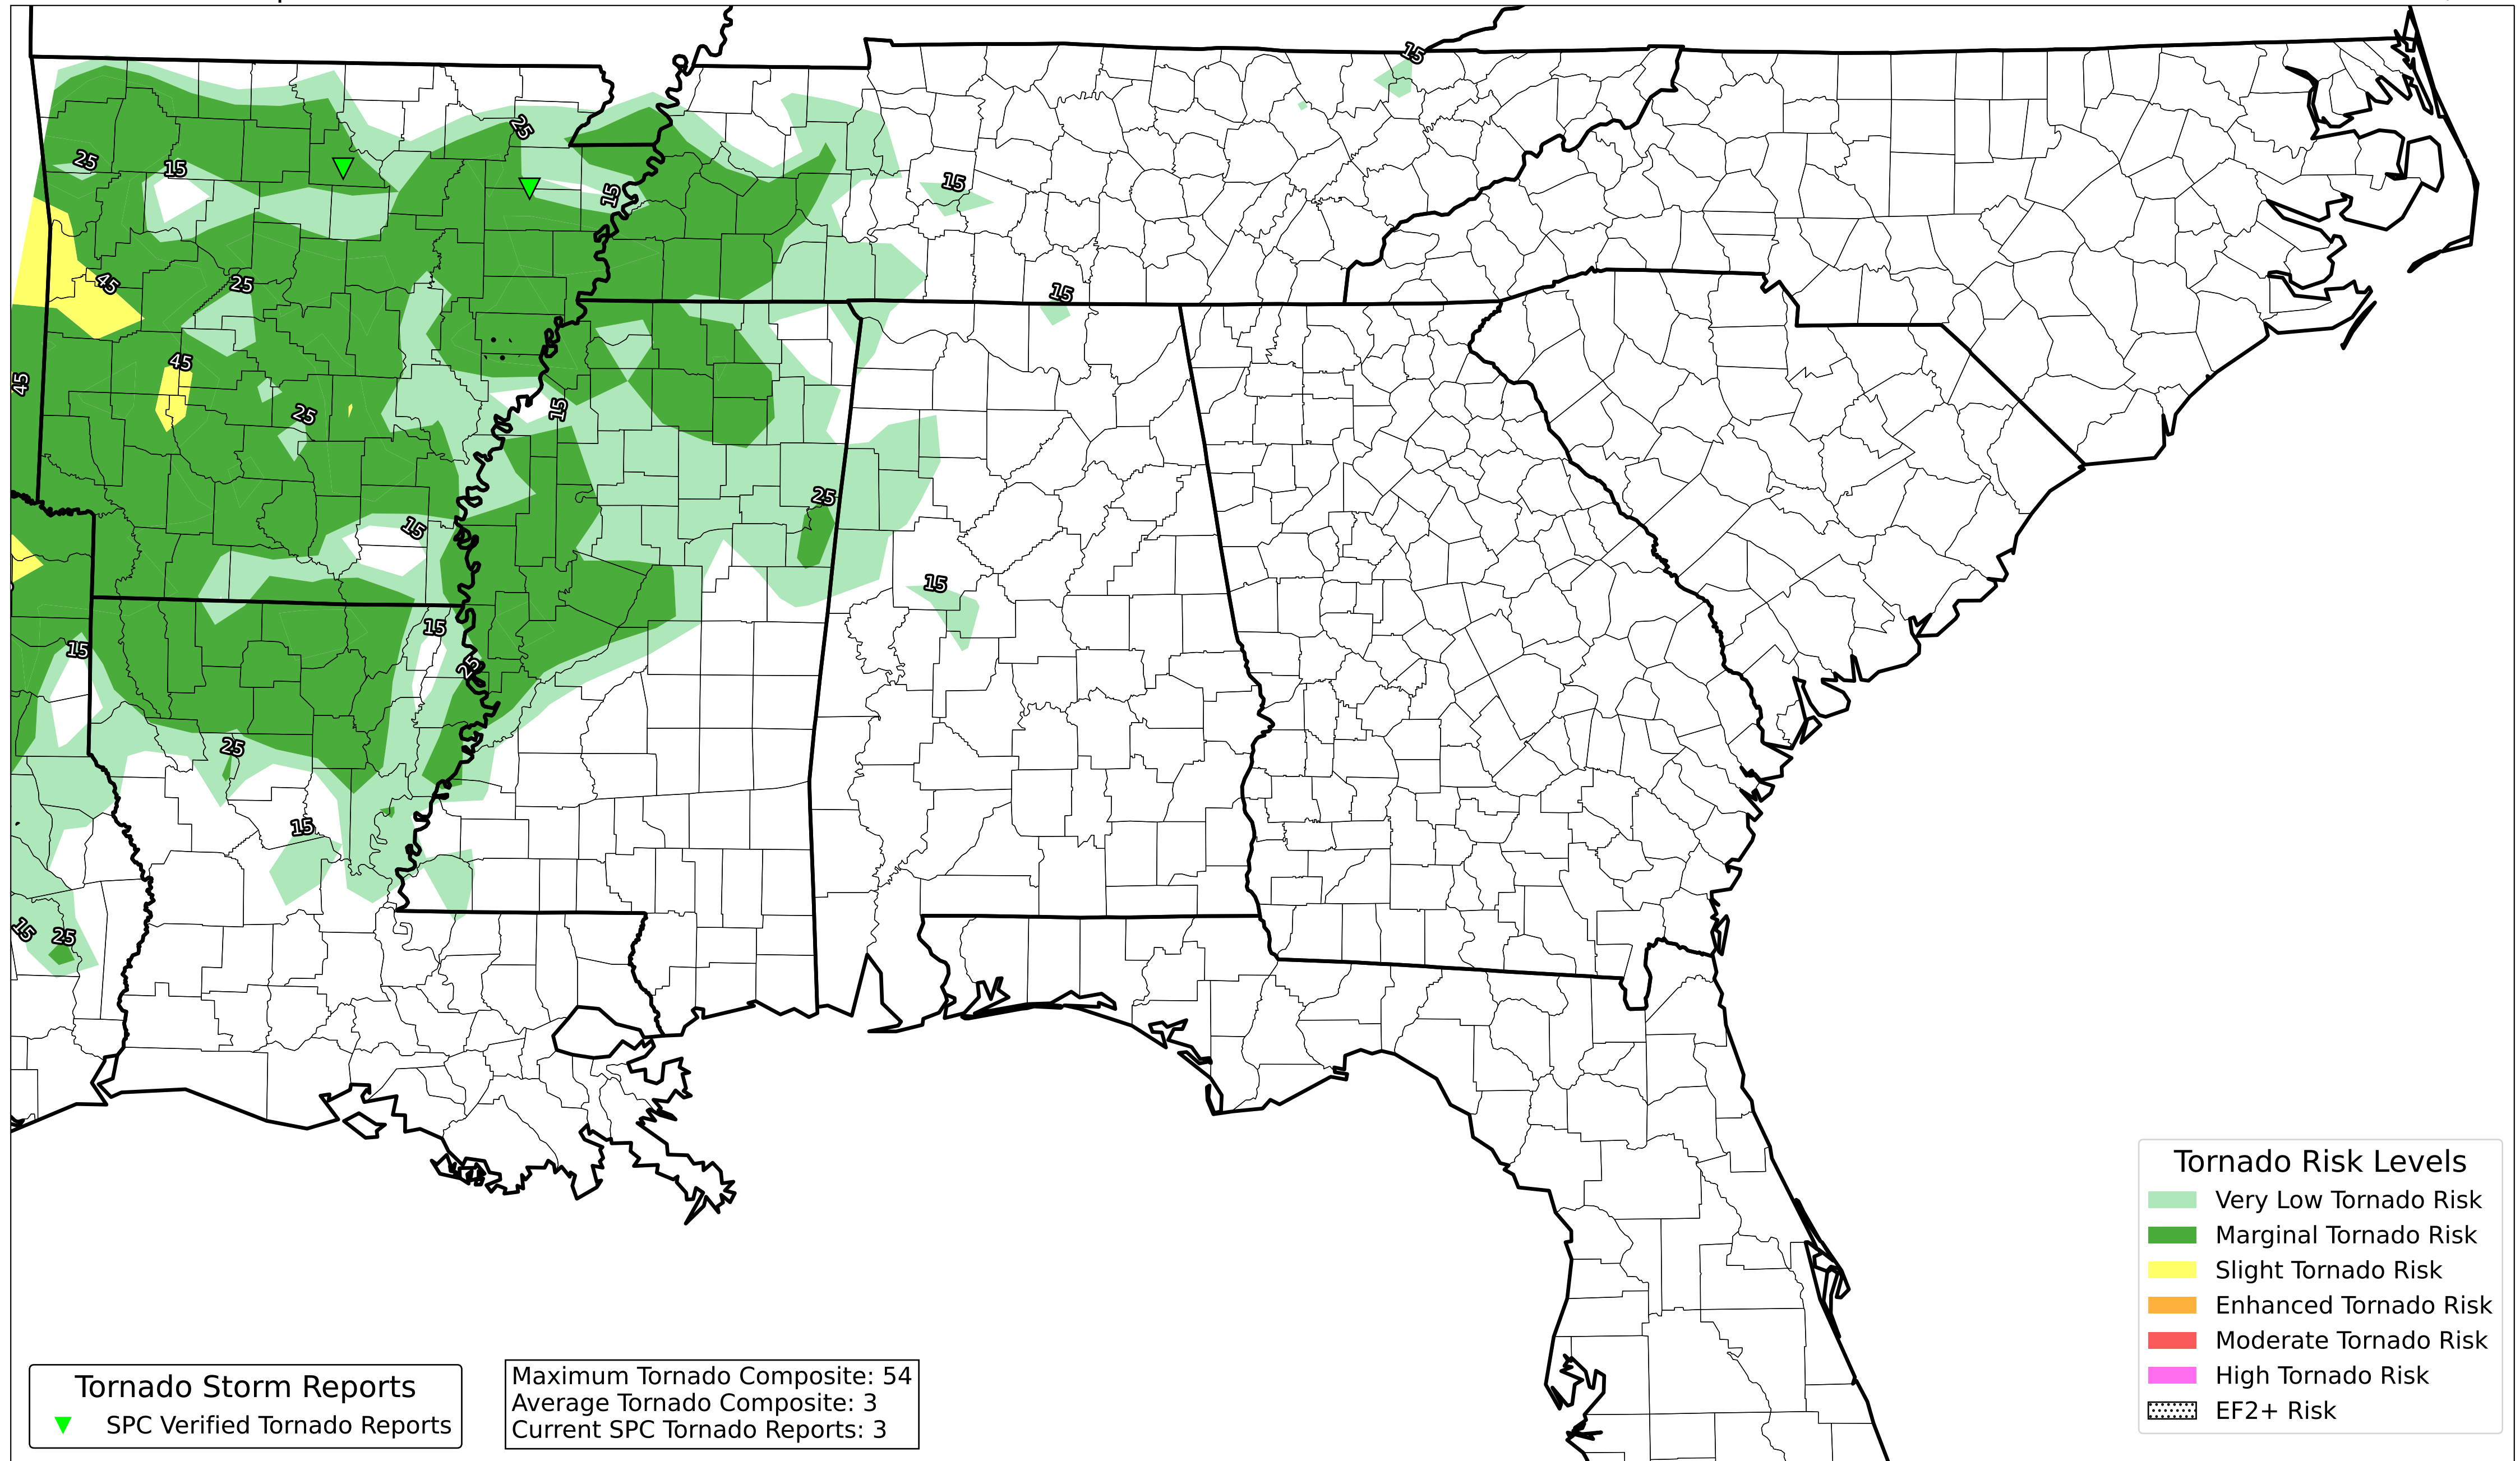 15
25
15
25
15
15
45
25
15
45
45
25
15
25
15
15
15
15
25
25
15
15
25
Tornado Risk Levels
Very Low Tornado Risk
Marginal Tornado Risk
Slight Tornado Risk
Enhanced Tornado Risk
Moderate Tornado Risk
High Tornado Risk
EF2+ Risk
Tornado Storm Reports
SPC Verified Tornado Reports
Maximum Tornado Composite: 54
Average Tornado Composite: 3
Current SPC Tornado Reports: 3